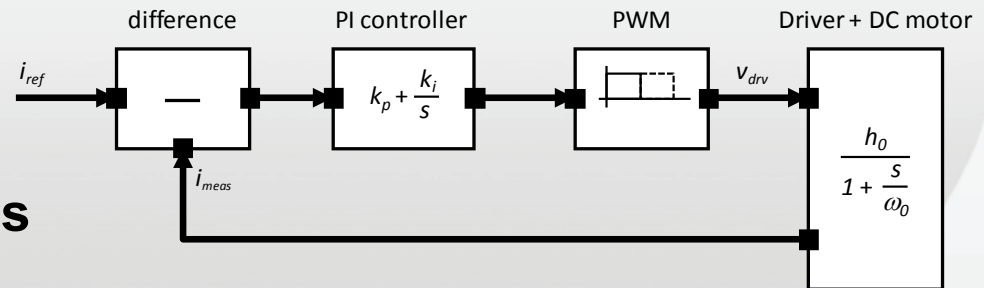 difference PI controller PWM Driver + DC motor
i_ref
—
k_p + k_i/s
v_drv
h_0
1 + s/ω_0
i_meas
s